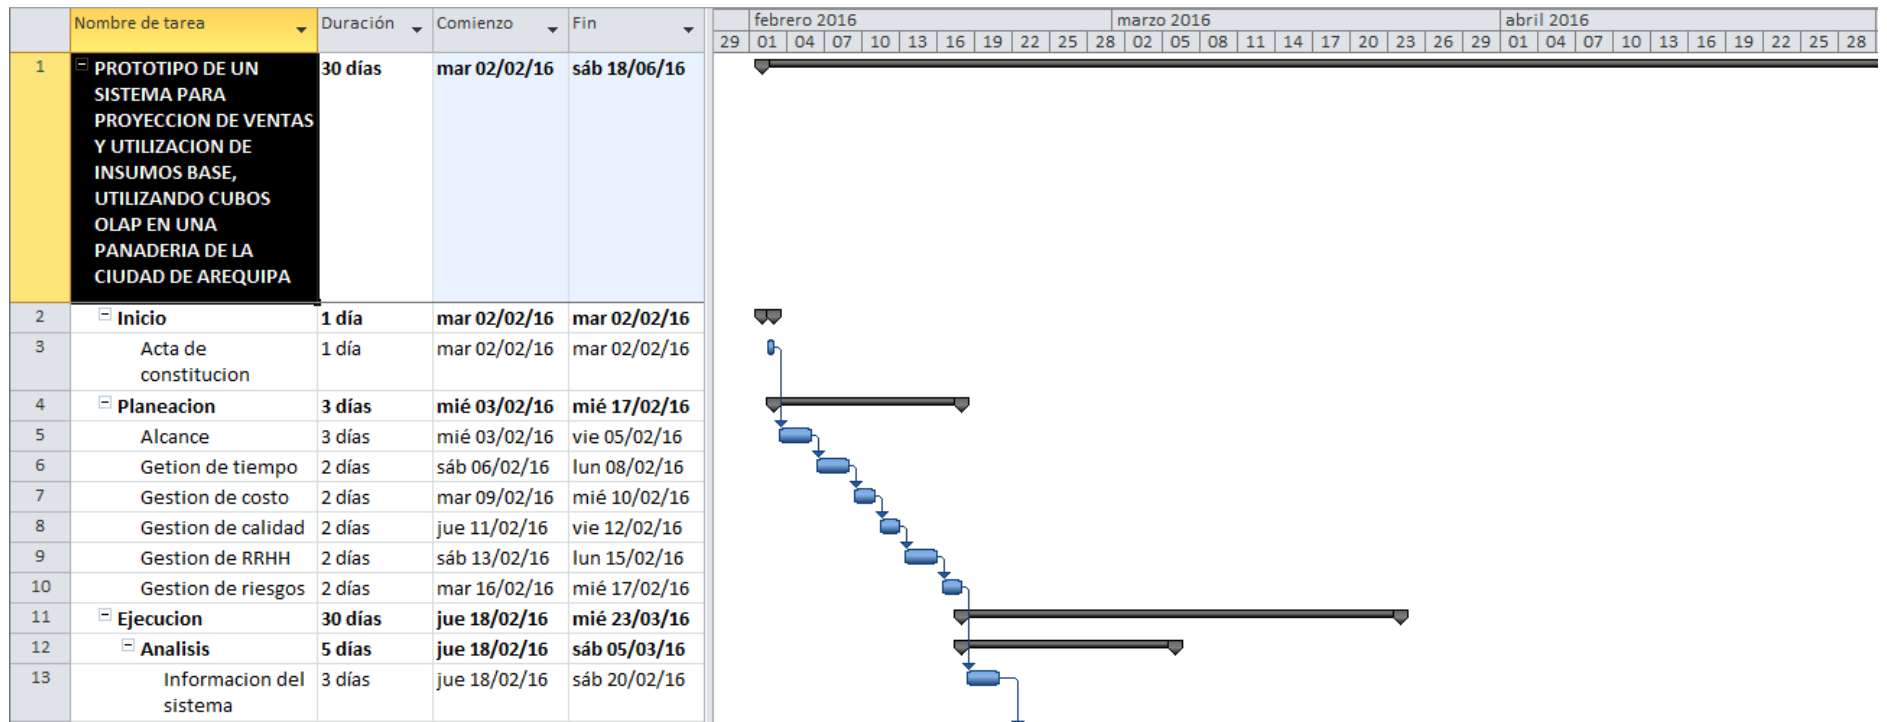 Nombre de tarea Duración Comienzo Fin
febrero 2016 marzo 2016 abril 2016
29 01 04 07 10 13 16 19 22 25 28 02 05 08 11 14 17 20 23 26 29 01 04 07 10 13 16 19 22 25 28
1 PROTOTIPO DE UN 30 días mar 02/02/16 sáb 18/06/16
SISTEMA PARA
PROYECCION DE VENTAS
Y UTILIZACION DE
INSUMOS BASE,
UTILIZANDO CUBOS
OLAP EN UNA
PANADERIA DE LA
CIUDAD DE AREQUIPA
2 Inicio 1 día mar 02/02/16 mar 02/02/16
3 Acta de 1 día mar 02/02/16 mar 02/02/16
constitucion
4 Planeacion 3 días mié 03/02/16 mié 17/02/16
5 Alcance 3 días mié 03/02/16 vie 05/02/16
6 Getion de tiempo 2 días sáb 06/02/16 lun 08/02/16
7 Gestion de costo 2 días mar 09/02/16 mié 10/02/16
8 Gestion de calidad 2 días jue 11/02/16 vie 12/02/16
9 Gestion de RRHH 2 días sáb 13/02/16 lun 15/02/16
10 Gestion de riesgos 2 días mar 16/02/16 mié 17/02/16
11 Ejecucion 30 días jue 18/02/16 mié 23/03/16
12 Analisis 5 días jue 18/02/16 sáb 05/03/16
13 Informacion del 3 días jue 18/02/16 sáb 20/02/16
sistema